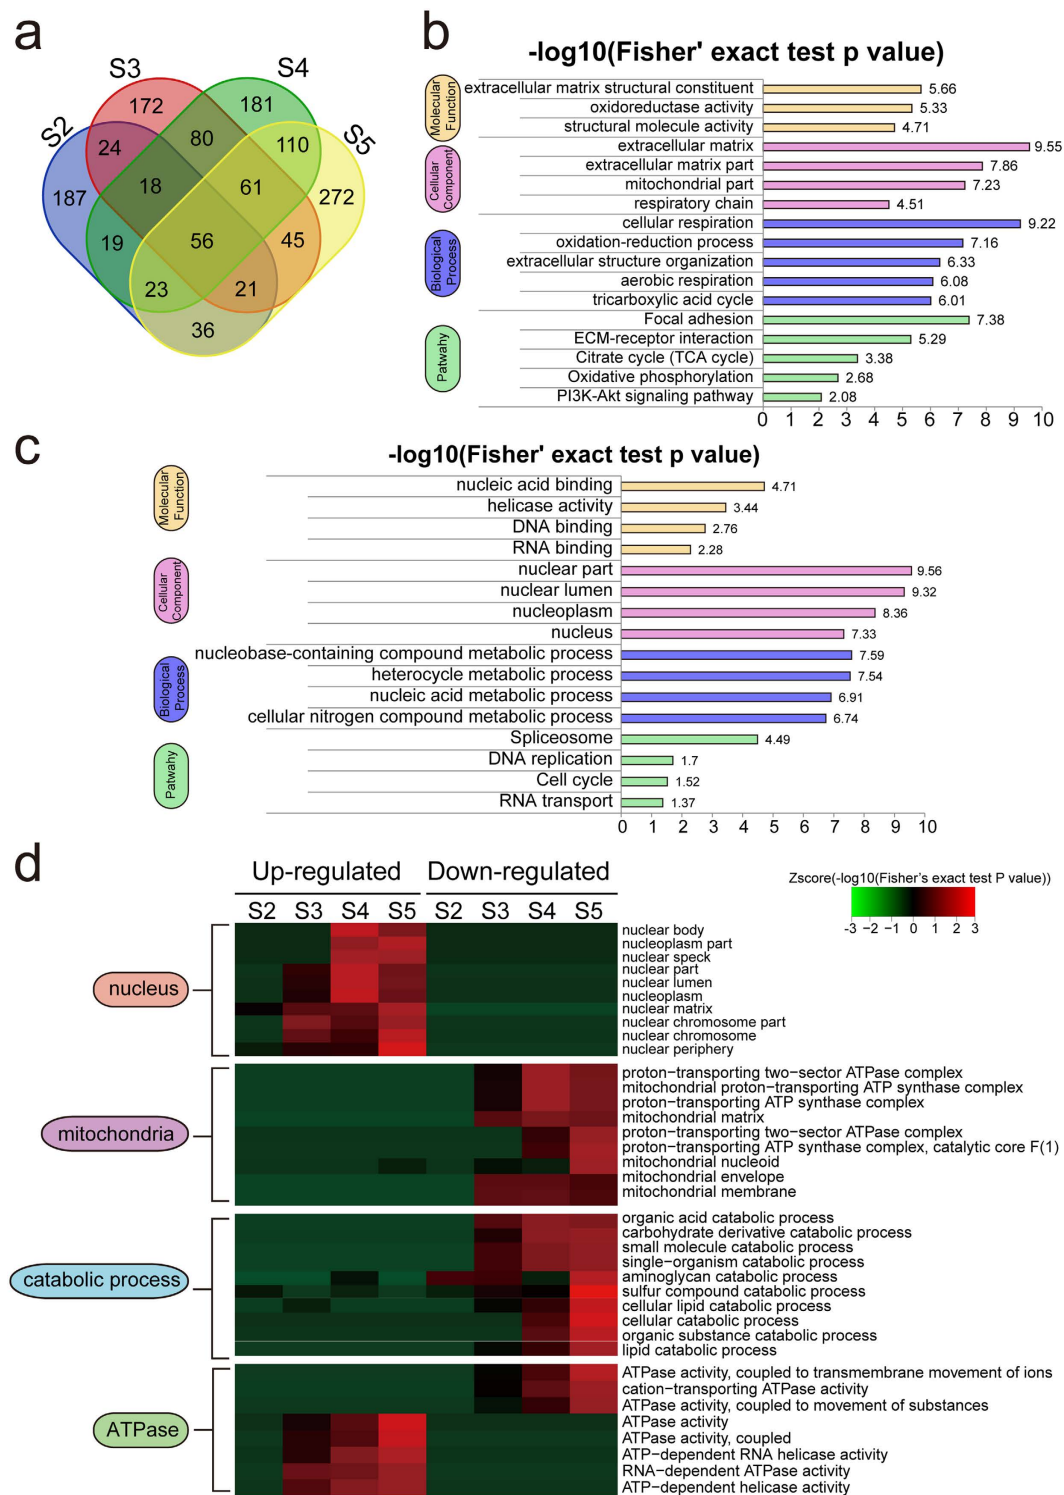 a
S3
S4
S2
S5
172
181
24
80
110
187
18
61
272
19
56
45
23
21
36
b
-log10(Fisher' exact test p value)
Molecular Function
extracellular matrix structural constituent 5.66
oxidoreductase activity 5.33
structural molecule activity 4.71
Cellular Component
extracellular matrix 9.55
extracellular matrix part 7.86
mitochondrial part 7.23
respiratory chain 4.51
Biological Process
cellular respiration 9.22
oxidation-reduction process 7.16
extracellular structure organization 6.33
aerobic respiration 6.08
tricarboxylic acid cycle 6.01
Patwahy
Focal adhesion 7.38
ECM-receptor interaction 5.29
Citrate cycle (TCA cycle) 3.38
Oxidative phosphorylation 2.68
PI3K-Akt signaling pathway 2.08
0 1 2 3 4 5 6 7 8 9 10
c
-log10(Fisher' exact test p value)
Molecular Function
nucleic acid binding 4.71
helicase activity 3.44
DNA binding 2.76
RNA binding 2.28
Cellular Component
nuclear part 9.56
nuclear lumen 9.32
nucleoplasm 8.36
nucleus 7.33
Biological Process
nucleobase-containing compound metabolic process 7.59
heterocycle metabolic process 7.54
nucleic acid metabolic process 6.91
cellular nitrogen compound metabolic process 6.74
Patwahy
Spliceosome 4.49
DNA replication 1.7
Cell cycle 1.52
RNA transport 1.37
0 1 2 3 4 5 6 7 8 9 10
d
Up-regulated Down-regulated
S2 S3 S4 S5 S2 S3 S4 S5
Zscore(-log10(Fisher's exact test P value))
-3 −2 −1 0 1 2 3
nucleus
nuclear body
nucleoplasm part
nuclear speck
nuclear part
nuclear lumen
nucleoplasm
nuclear matrix
nuclear chromosome part
nuclear chromosome
nuclear periphery
mitochondria
proton−transporting two−sector ATPase complex
mitochondrial proton−transporting ATP synthase complex
proton−transporting ATP synthase complex
mitochondrial matrix
proton−transporting two−sector ATPase complex
proton−transporting ATP synthase complex, catalytic core F(1)
mitochondrial nucleoid
mitochondrial envelope
mitochondrial membrane
catabolic process
organic acid catabolic process
carbohydrate derivative catabolic process
small molecule catabolic process
single−organism catabolic process
aminoglycan catabolic process
sulfur compound catabolic process
cellular lipid catabolic process
cellular catabolic process
organic substance catabolic process
lipid catabolic process
ATPase
ATPase activity, coupled to transmembrane movement of ions
cation−transporting ATPase activity
ATPase activity, coupled to movement of substances
ATPase activity
ATPase activity, coupled
ATP−dependent RNA helicase activity
RNA−dependent ATPase activity
ATP−dependent helicase activity